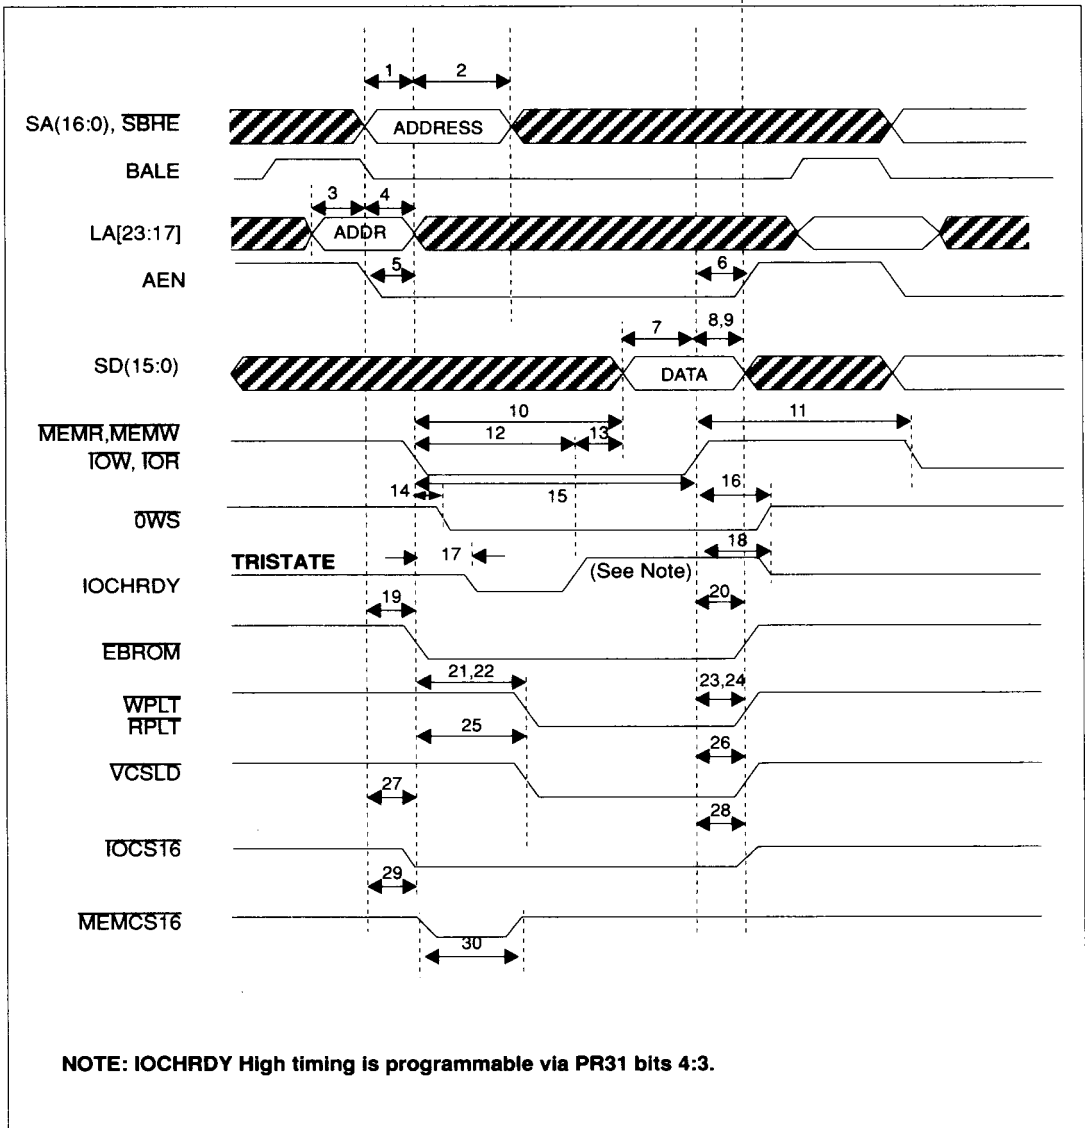 1 2
SA(16:0), SBHE ADDRESS
BALE
3 4
LA[23:17] ADDR
AEN 5 6
7 8,9
SD(15:0) DATA
10 11
MEMR,MEMW 12 13
IOW, IOR
14 15 16
0WS
17 18
TRISTATE (See Note)
IOCHRDY
19 20
EBROM
21,22 23,24
WPLT
RPLT 25 26
VCSLD
27 28
IOCS16
29
MEMCS16
30
NOTE: IOCHRDY High timing is programmable via PR31 bits 4:3.